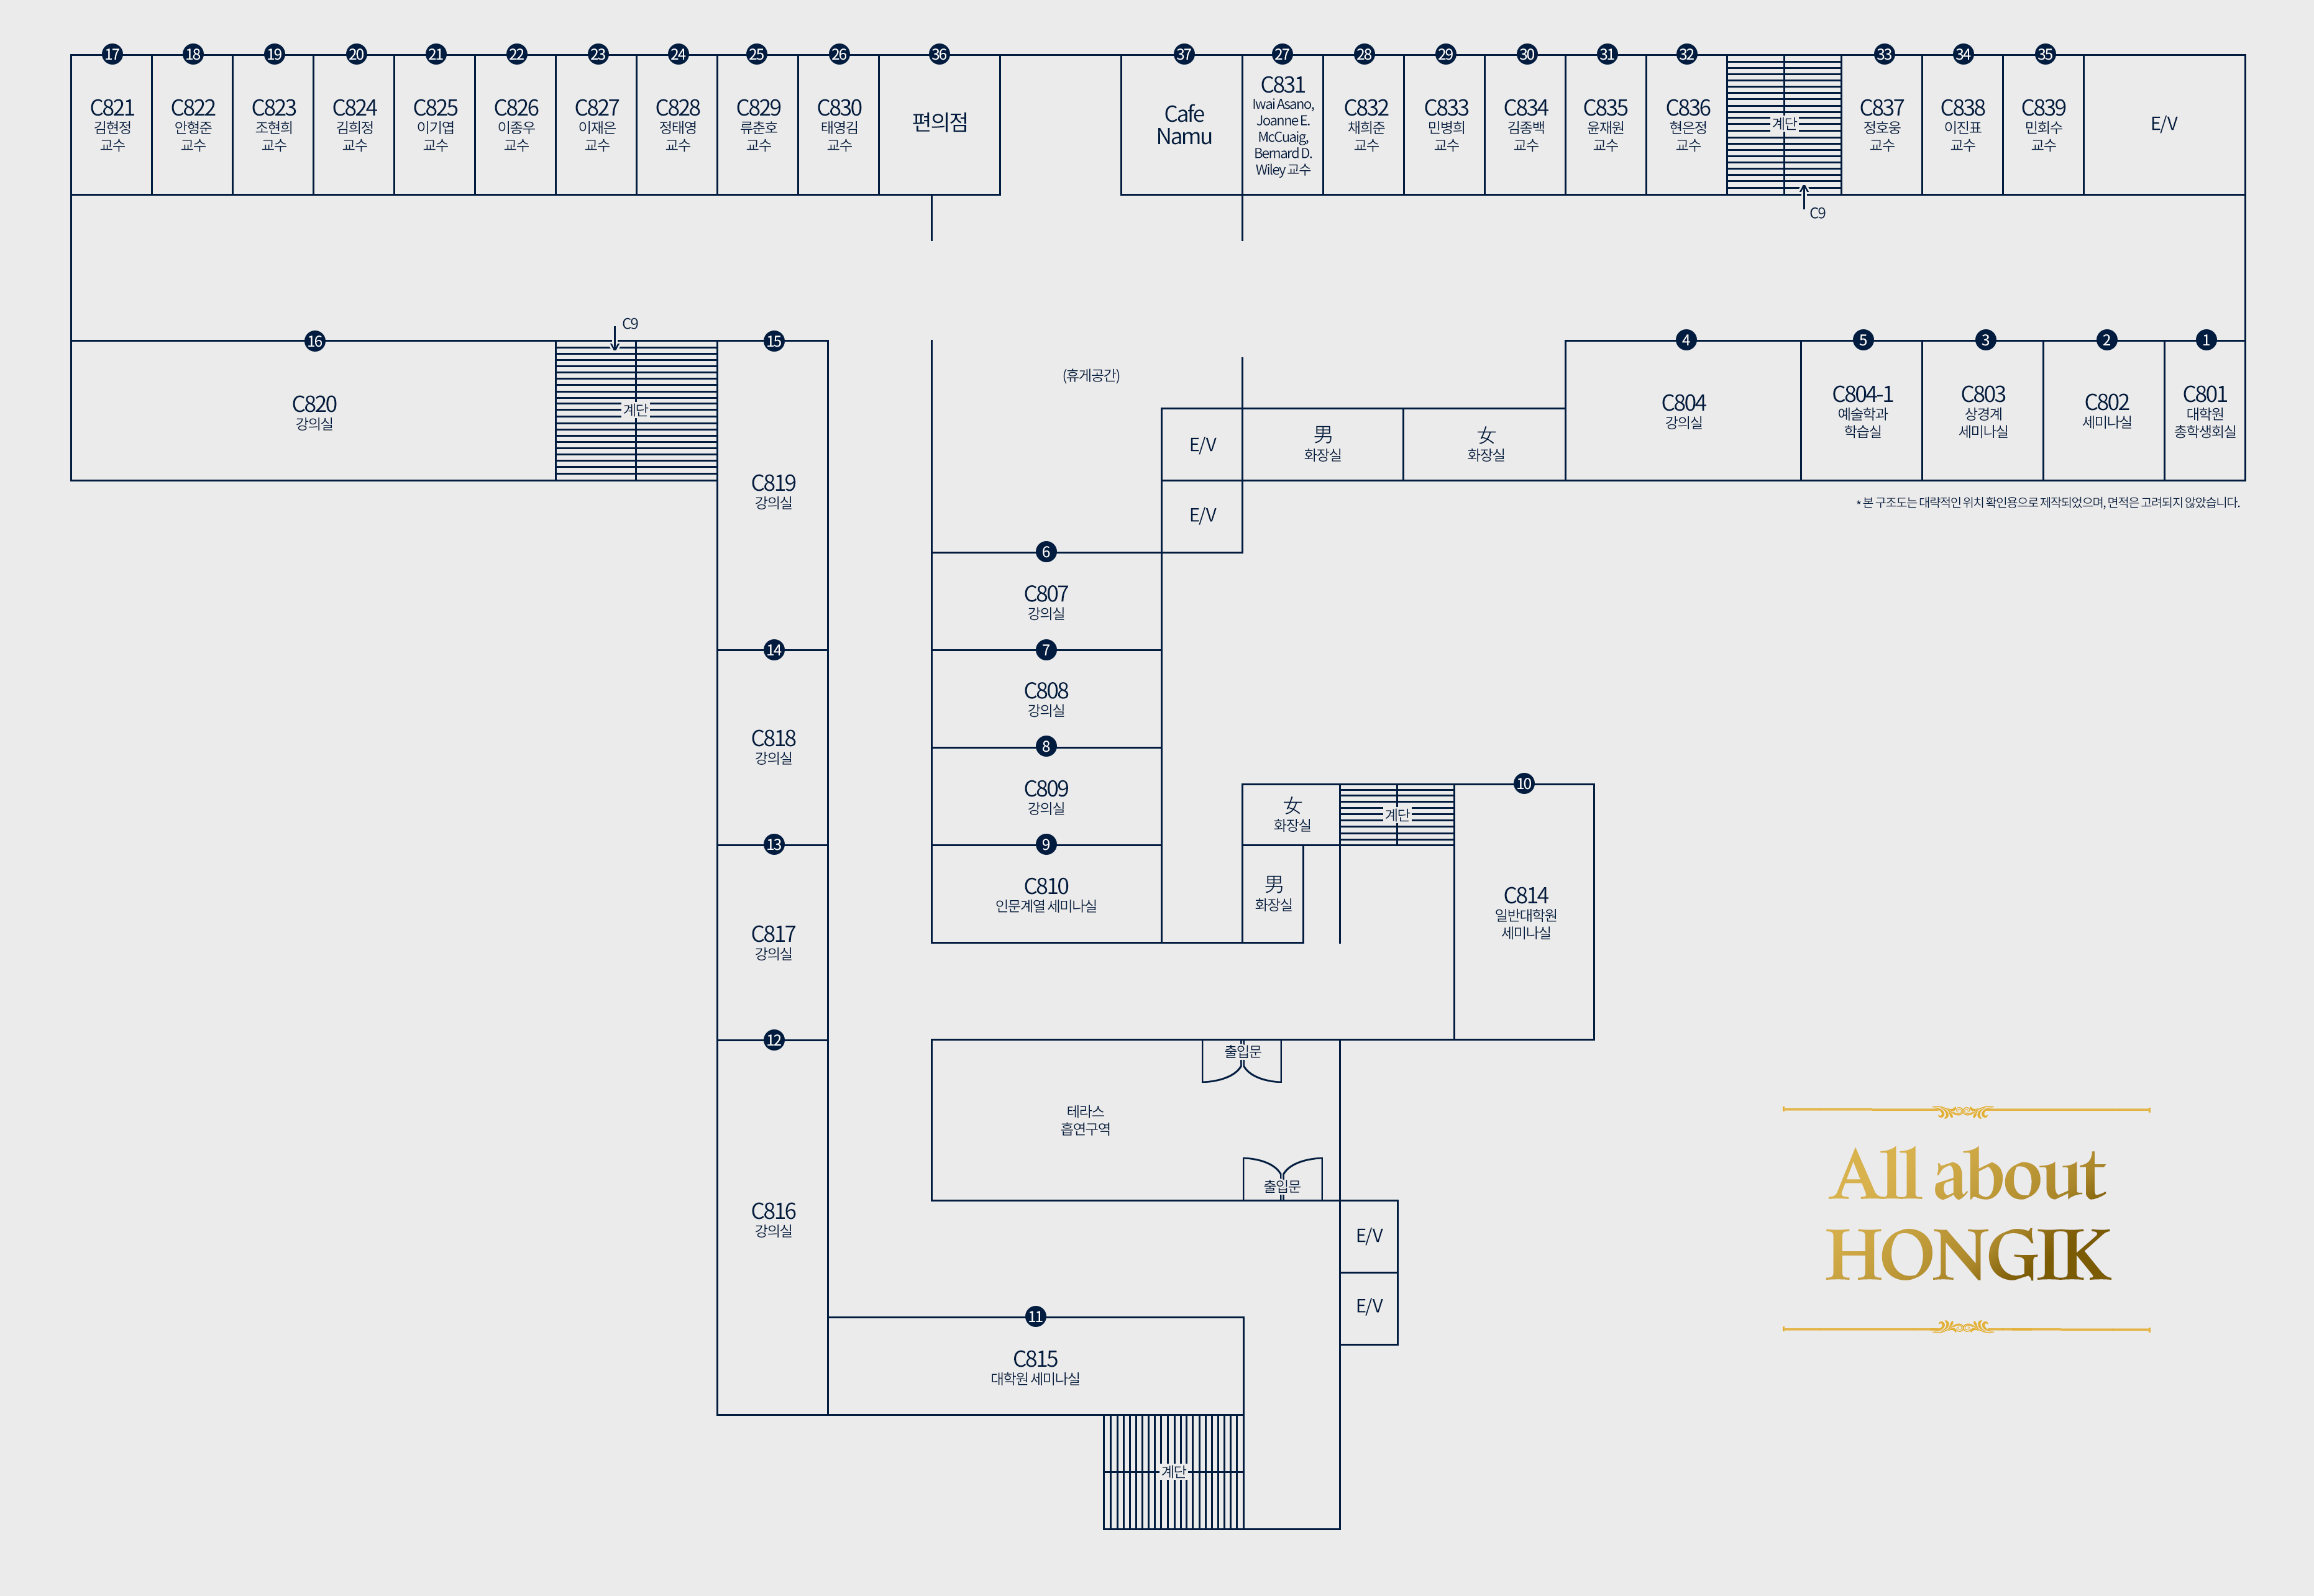 17
C821
김현정
교수
18
C822
안형준
교수
19
C823
조현희
교수
20
C824
김희정
교수
21
C825
이기엽
교수
22
C826
이종우
교수
23
C827
이재은
교수
24
C828
정태영
교수
25
C829
류춘호
교수
26
C830
태영김
교수
36
편의점
37
Cafe
Namu
27
C831
Iwai Asano,
Joanne E.
McCuaig,
Bernard D.
Wiley 교수
28
C832
채희준
교수
29
C833
민병희
교수
30
C834
김종백
교수
31
C835
윤재원
교수
32
C836
현은정
교수
계단
C9
33
C837
정호웅
교수
34
C838
이진표
교수
35
C839
민회수
교수
E/V
16
C820
강의실
C9
계단
15
C819
강의실
(휴게공간)
E/V
男
화장실
女
화장실
4
C804
강의실
5
C804-1
예술학과
학습실
3
C803
상경계
세미나실
2
C802
세미나실
1
C801
대학원
총학생회실
* 본 구조도는 대략적인 위치 확인용으로 제작되었으며, 면적은 고려되지 않았습니다.
E/V
6
C807
강의실
14
C818
강의실
7
C808
강의실
8
C809
강의실
女
화장실
계단
10
C814
일반대학원
세미나실
13
C817
강의실
9
C810
인문계열 세미나실
男
화장실
12
C816
강의실
출입문
테라스
흡연구역
출입문
E/V
E/V
11
C815
대학원 세미나실
계단
All about
HONGIK